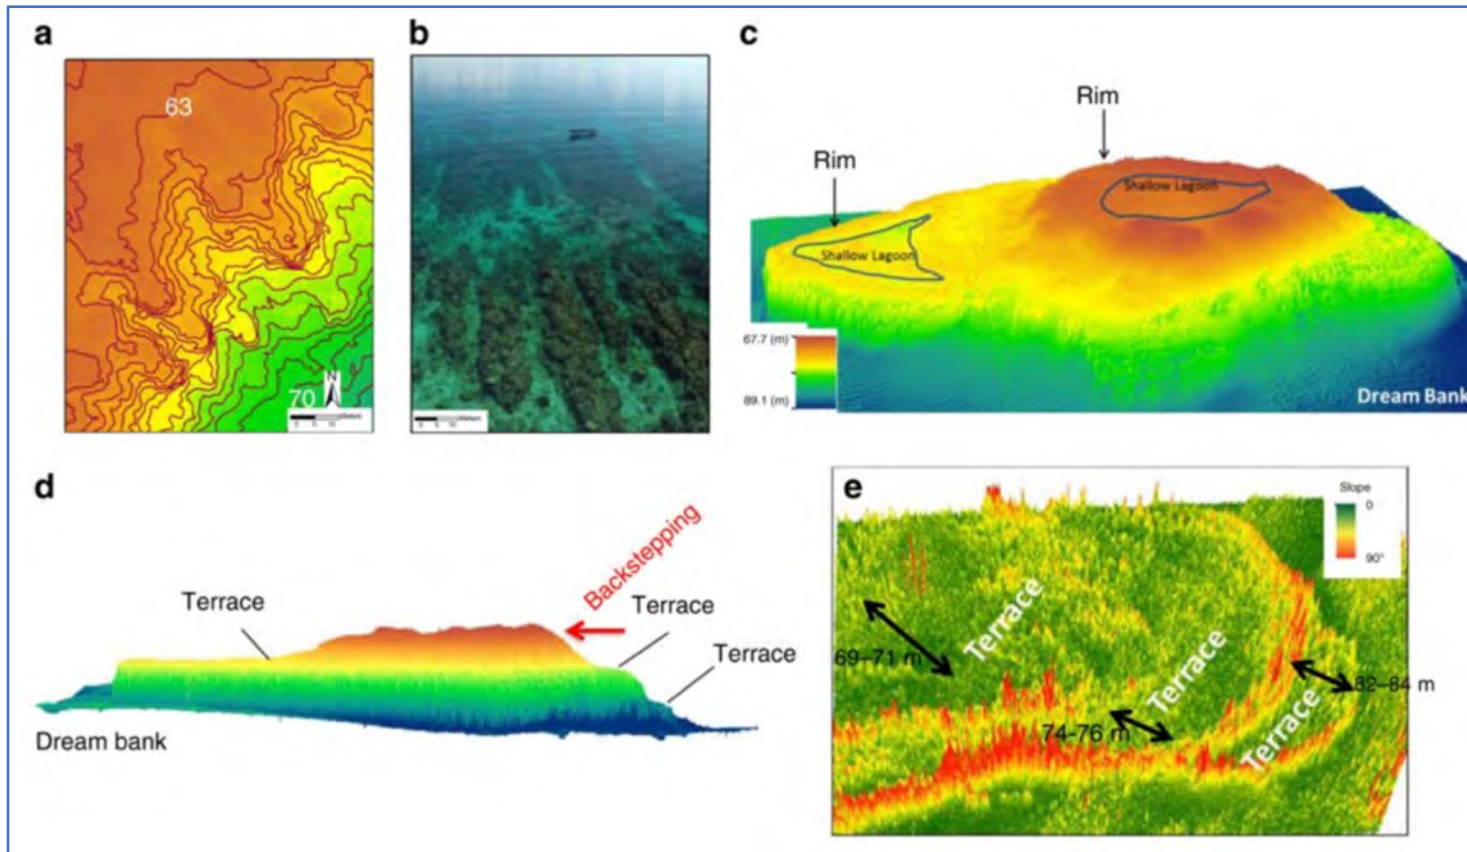 a
63
N
70
b
c
Rim
Rim
Shallow Lagoon
Shallow Lagoon
67.7 (m)
89.1 (m)
Dream Bank
d
Backstepping
Terrace
Terrace
Terrace
Dream bank
e
Slope
0
90°
Terrace
69–71 m
Terrace
82–84 m
74-76 m
Terrace